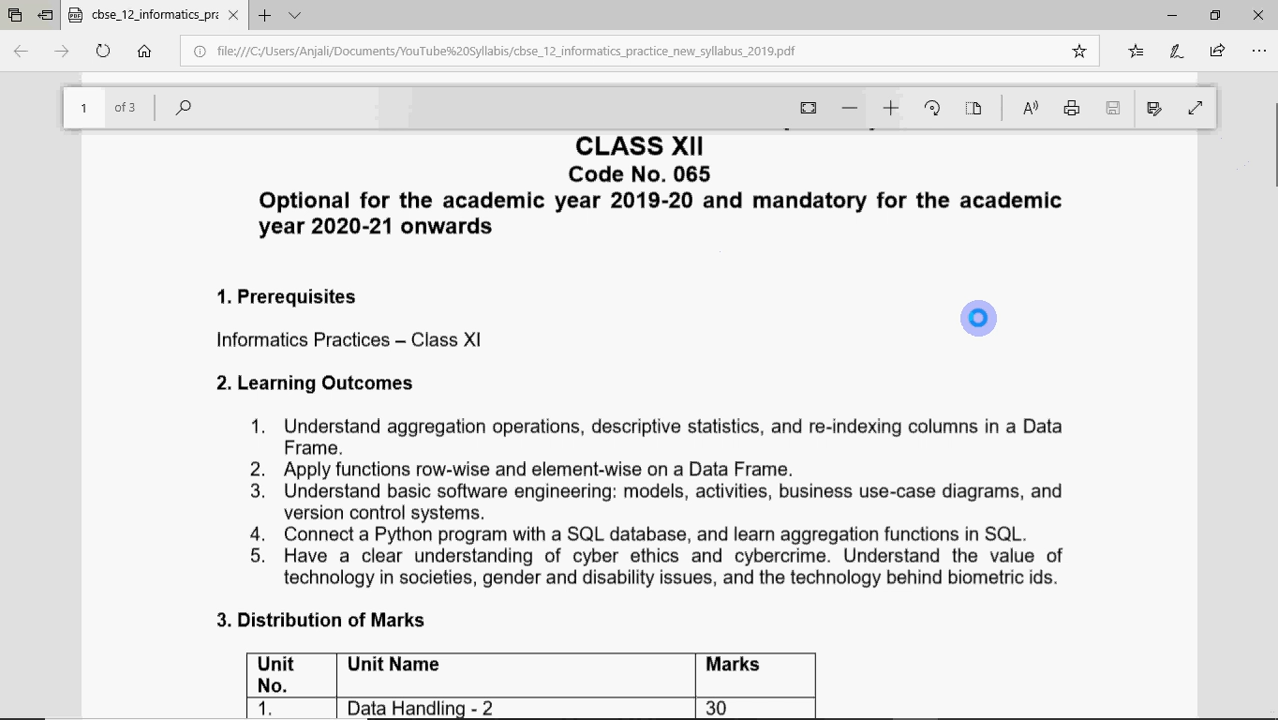 cbse_12_informatics_pra
file:///C:/Users/Anjali/Documents/YouTube%20Syllabis/cbse_12_informatics_practice_new_syllabus_2019.pdf
1 of 3
CLASS XII
Code No. 065
Optional for the academic year 2019-20 and mandatory for the academic
year 2020-21 onwards
1. Prerequisites
Informatics Practices – Class XI
2. Learning Outcomes
1. Understand aggregation operations, descriptive statistics, and re-indexing columns in a Data
Frame.
2. Apply functions row-wise and element-wise on a Data Frame.
3. Understand basic software engineering: models, activities, business use-case diagrams, and
version control systems.
4. Connect a Python program with a SQL database, and learn aggregation functions in SQL.
5. Have a clear understanding of cyber ethics and cybercrime. Understand the value of
technology in societies, gender and disability issues, and the technology behind biometric ids.
3. Distribution of Marks
Unit Unit Name Marks
No.
1. Data Handling - 2 30